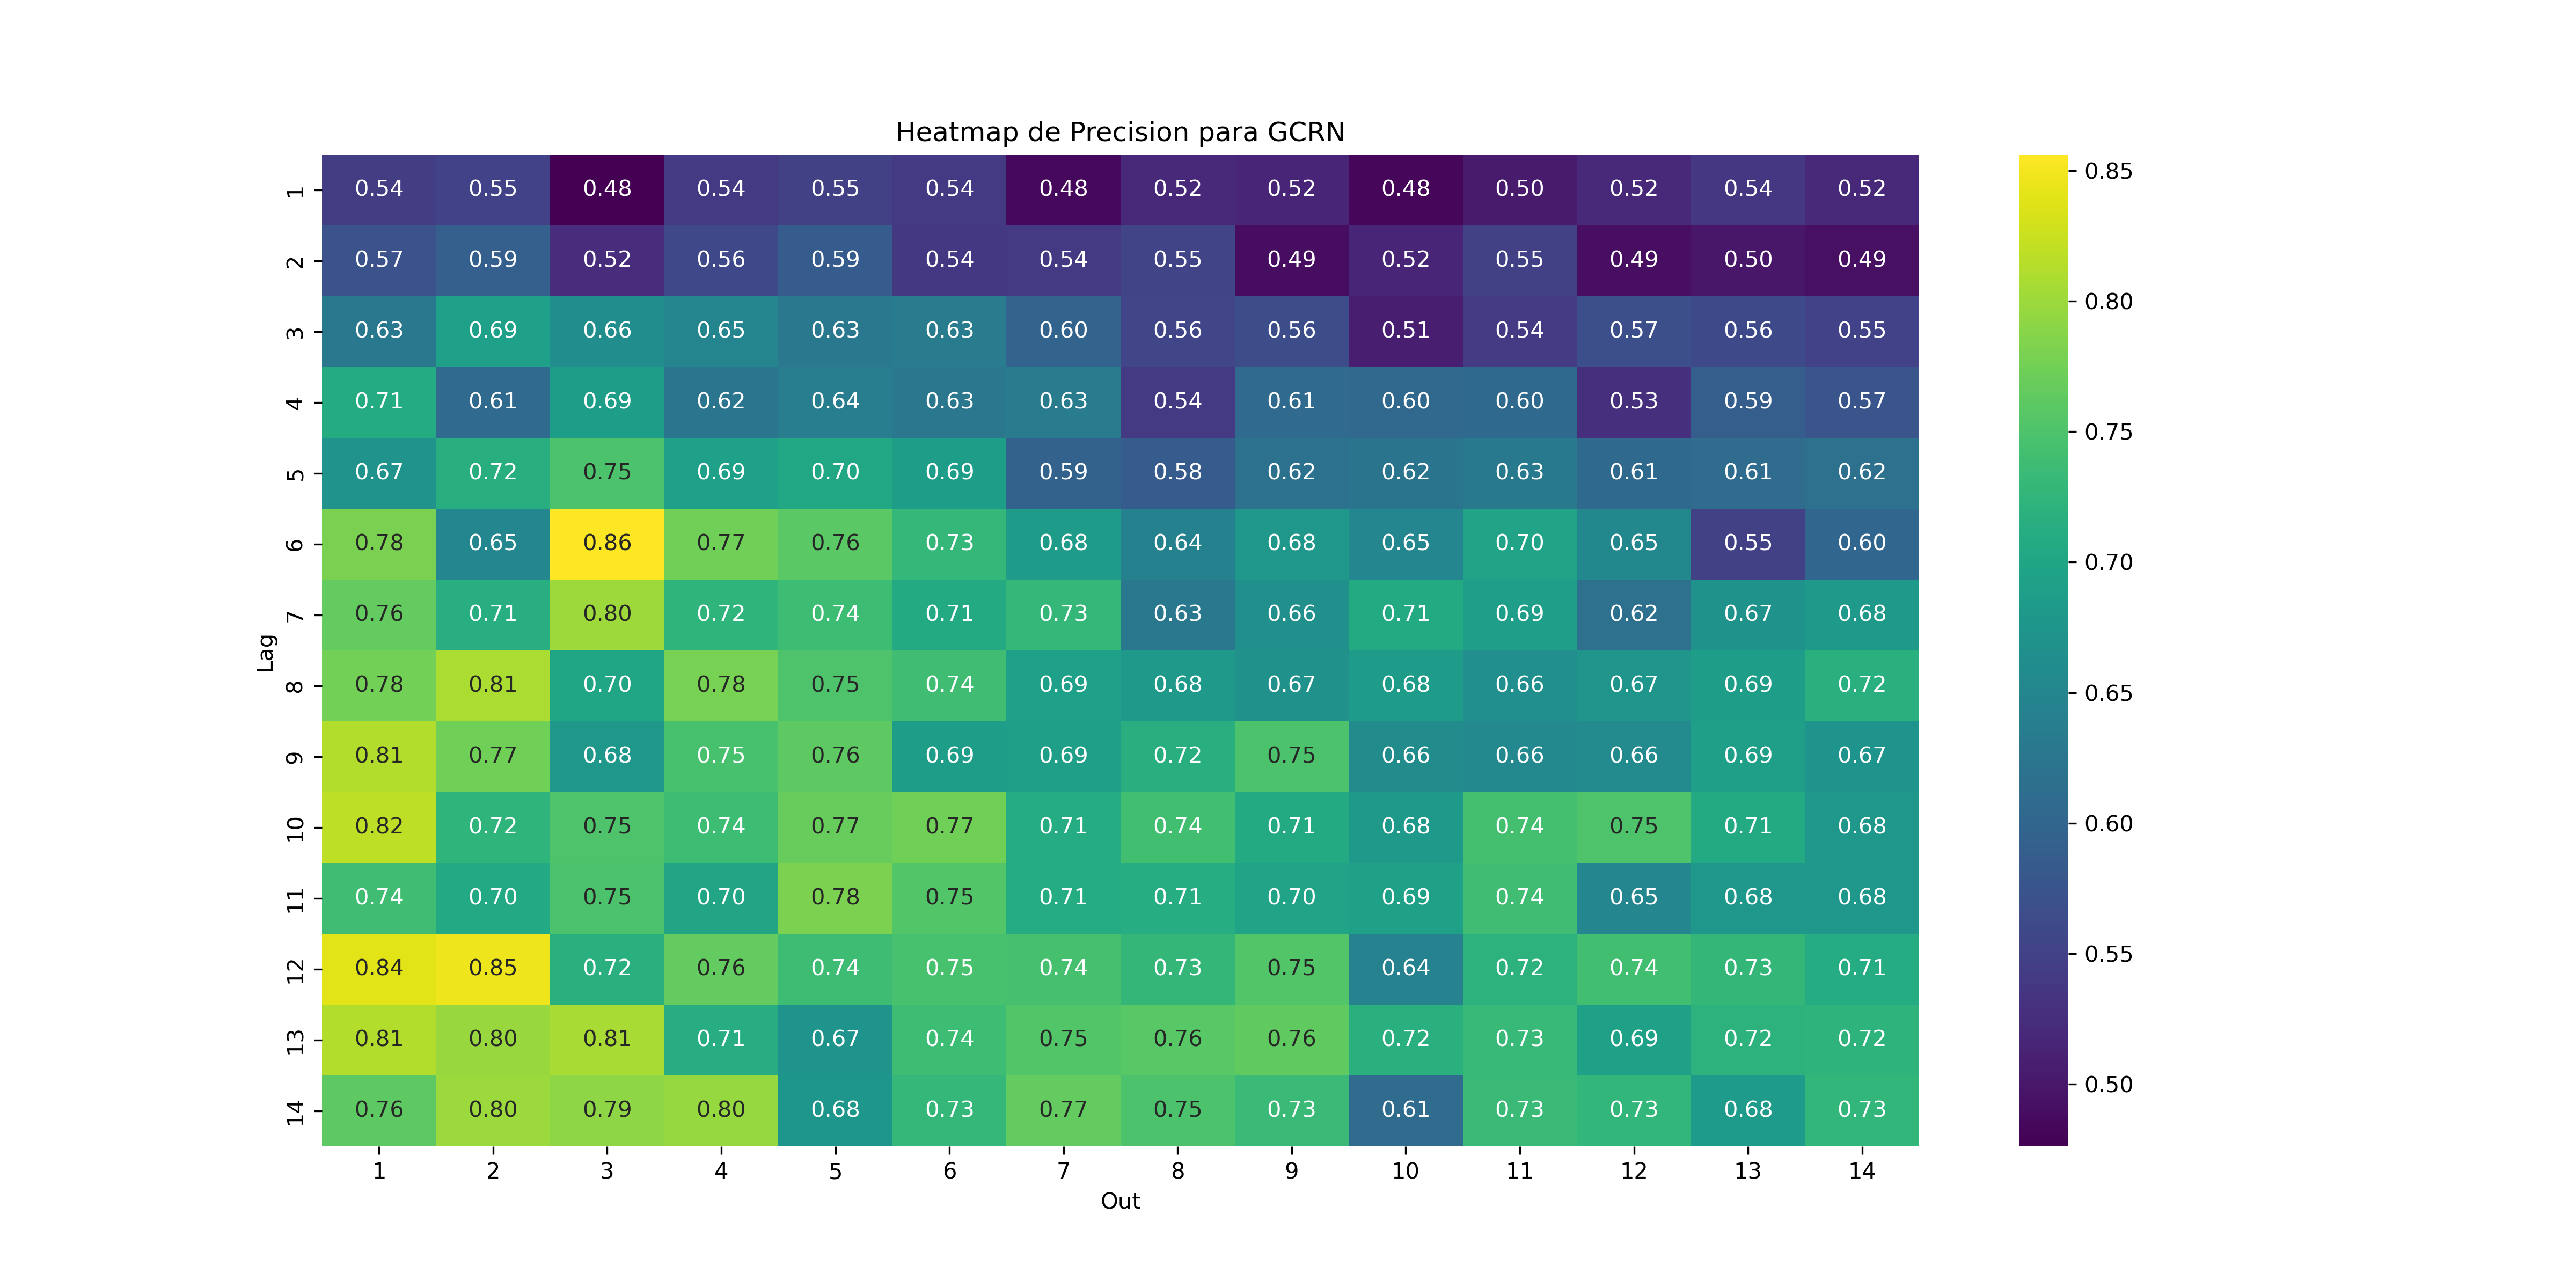 Heatmap de Precision para GCRN
1 0.54 0.55 0.48 0.54 0.55 0.54 0.48 0.52 0.52 0.48 0.50 0.52 0.54 0.52
2 0.57 0.59 0.52 0.56 0.59 0.54 0.54 0.55 0.49 0.52 0.55 0.49 0.50 0.49
3 0.63 0.69 0.66 0.65 0.63 0.63 0.60 0.56 0.56 0.51 0.54 0.57 0.56 0.55
4 0.71 0.61 0.69 0.62 0.64 0.63 0.63 0.54 0.61 0.60 0.60 0.53 0.59 0.57
5 0.67 0.72 0.75 0.69 0.70 0.69 0.59 0.58 0.62 0.62 0.63 0.61 0.61 0.62
6 0.78 0.65 0.86 0.77 0.76 0.73 0.68 0.64 0.68 0.65 0.70 0.65 0.55 0.60
7 0.76 0.71 0.80 0.72 0.74 0.71 0.73 0.63 0.66 0.71 0.69 0.62 0.67 0.68
8 0.78 0.81 0.70 0.78 0.75 0.74 0.69 0.68 0.67 0.68 0.66 0.67 0.69 0.72
9 0.81 0.77 0.68 0.75 0.76 0.69 0.69 0.72 0.75 0.66 0.66 0.66 0.69 0.67
10 0.82 0.72 0.75 0.74 0.77 0.77 0.71 0.74 0.71 0.68 0.74 0.75 0.71 0.68
11 0.74 0.70 0.75 0.70 0.78 0.75 0.71 0.71 0.70 0.69 0.74 0.65 0.68 0.68
12 0.84 0.85 0.72 0.76 0.74 0.75 0.74 0.73 0.75 0.64 0.72 0.74 0.73 0.71
13 0.81 0.80 0.81 0.71 0.67 0.74 0.75 0.76 0.76 0.72 0.73 0.69 0.72 0.72
14 0.76 0.80 0.79 0.80 0.68 0.73 0.77 0.75 0.73 0.61 0.73 0.73 0.68 0.73
1 2 3 4 5 6 7 8 9 10 11 12 13 14
Out
Lag
0.85
0.80
0.75
0.70
0.65
0.60
0.55
0.50